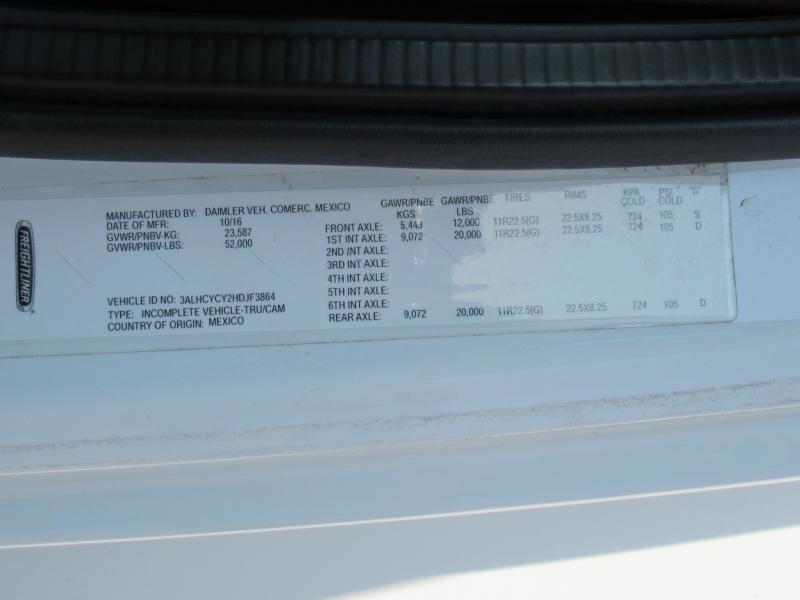 FREIGHTLINER
MANUFACTURED BY: DAIMLER VEH. COMERC. MEXICO
DATE OF MFR: 10/16
GVWR/PNBV-KG: 23,587
GVWR/PNBV-LBS: 52,000
VEHICLE ID NO: 3ALHCYCY2HDJF3864
TYPE: INCOMPLETE VEHICLE-TRU/CAM
COUNTRY OF ORIGIN: MEXICO
GAWR/PNBE GAWR/PNBE TIRES RIMS KPA PSI "S"
KGS LBS COLD COLD
FRONT AXLE: 5,443 12,000 11R22.5(G) 22.5X8.25 724 105 S
1ST INT AXLE: 9,072 20,000 11R22.5(G) 22.5X8.25 724 105 D
2ND INT AXLE:
3RD INT AXLE:
4TH INT AXLE:
5TH INT AXLE:
6TH INT AXLE:
REAR AXLE: 9,072 20,000 11R22.5(G) 22.5X8.25 724 105 D